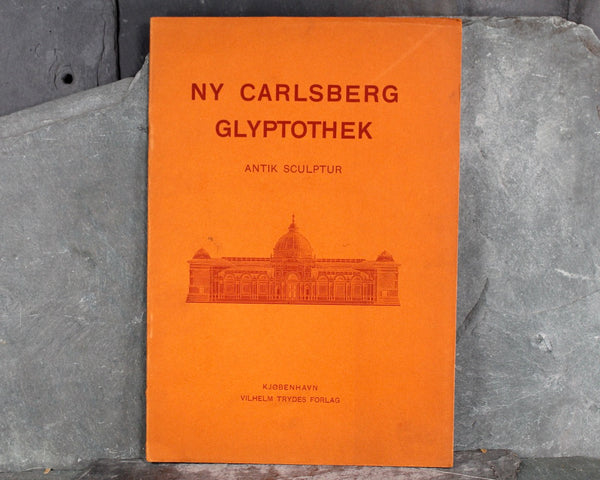 NY CARLSBERG
GLYPTOTHEK
ANTIK SCULPTUR
KJØBENHAVN
VILHELM TRYDES FORLAG